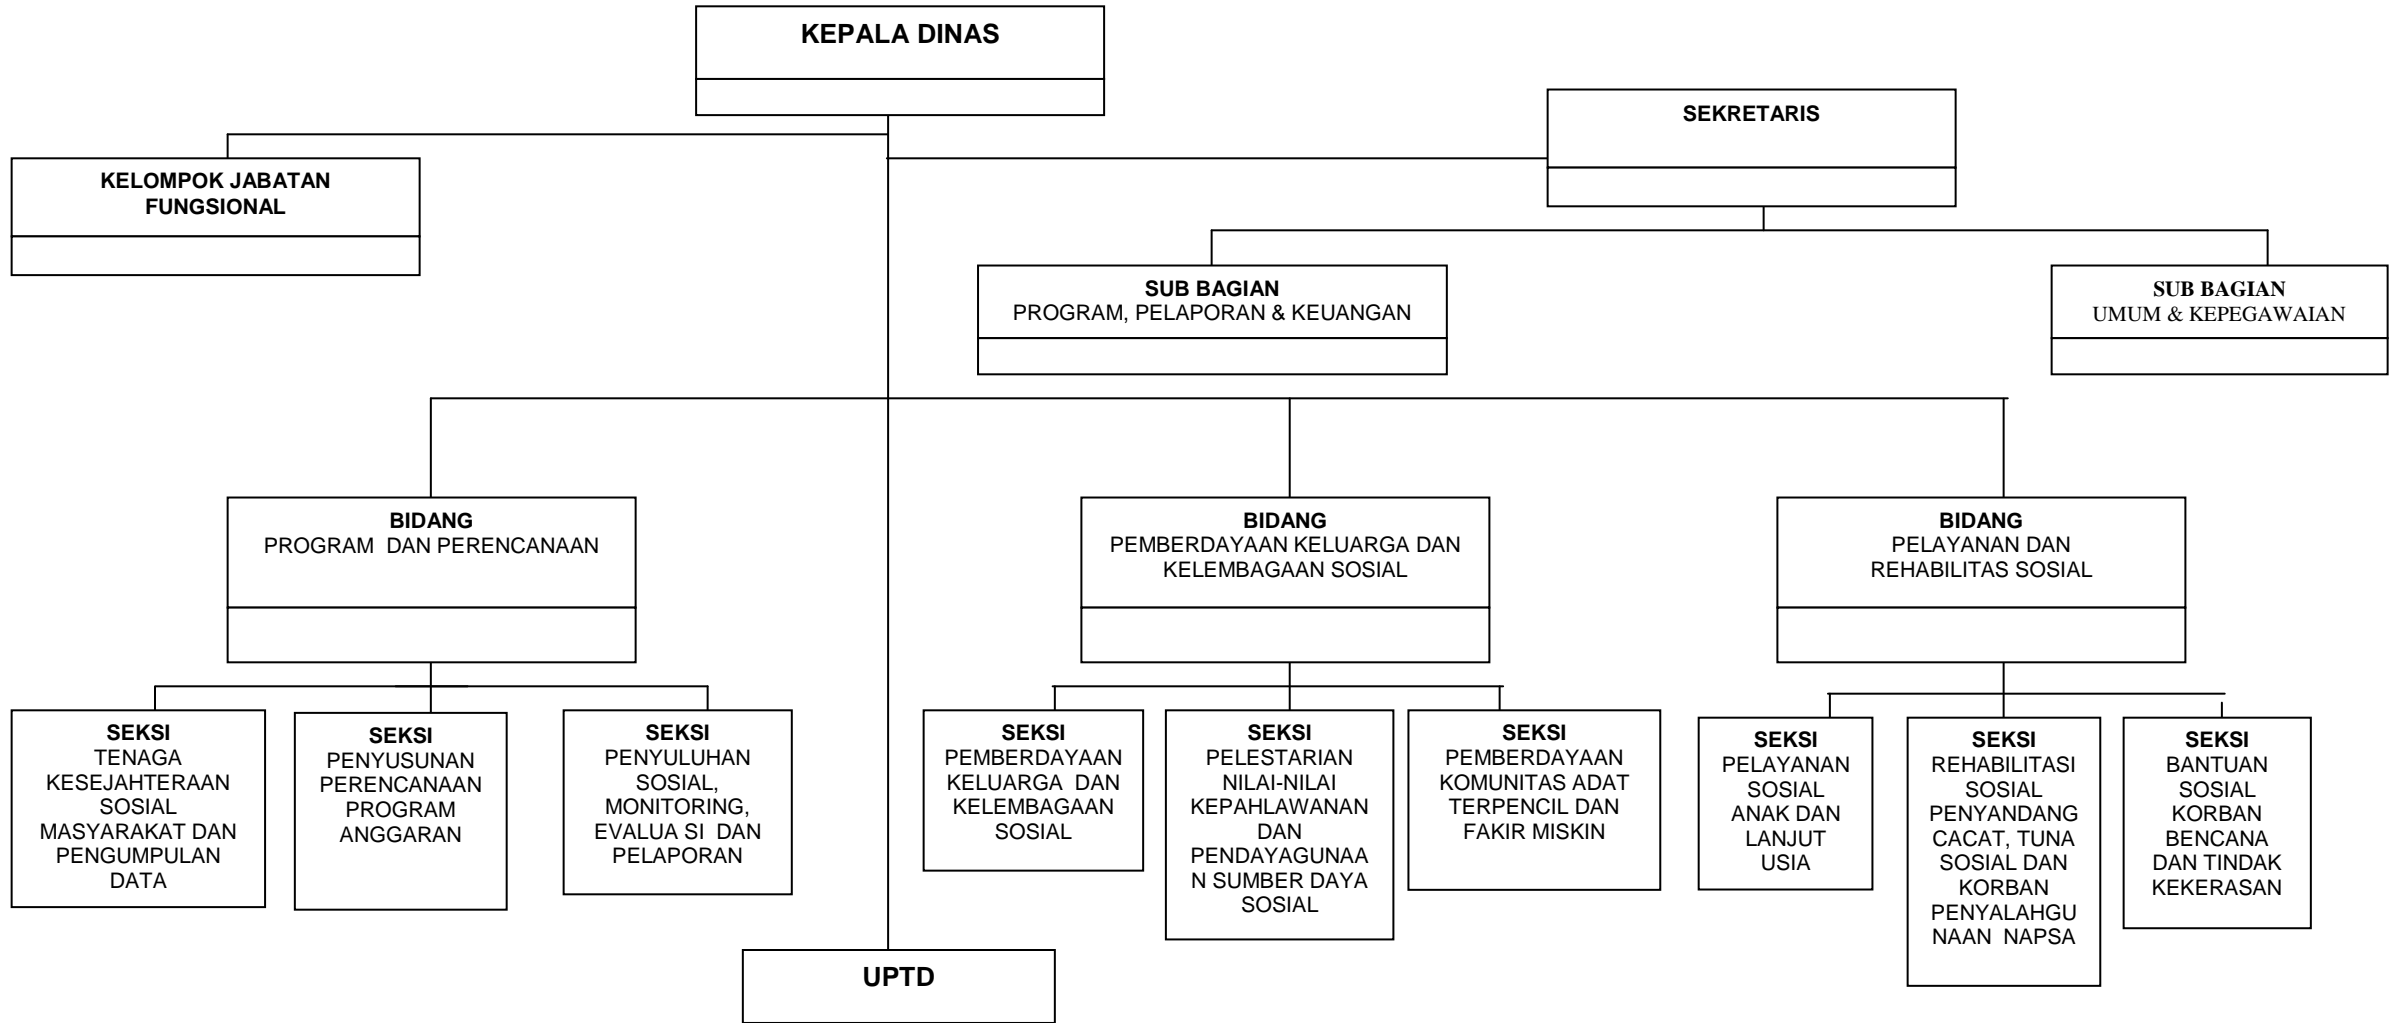 KEPALA DINAS
SEKRETARIS
KELOMPOK JABATAN
FUNGSIONAL
SUB BAGIAN
PROGRAM, PELAPORAN & KEUANGAN
SUB BAGIAN
UMUM & KEPEGAWAIAN
BIDANG
PROGRAM DAN PERENCANAAN
BIDANG
PEMBERDAYAAN KELUARGA DAN
KELEMBAGAAN SOSIAL
BIDANG
PELAYANAN DAN
REHABILITAS SOSIAL
SEKSI
TENAGA
KESEJAHTERAAN
SOSIAL
MASYARAKAT DAN
PENGUMPULAN
DATA
SEKSI
PENYUSUNAN
PERENCANAAN
PROGRAM
ANGGARAN
SEKSI
PENYULUHAN
SOSIAL,
MONITORING,
EVALUA SI DAN
PELAPORAN
SEKSI
PEMBERDAYAAN
KELUARGA DAN
KELEMBAGAAN
SOSIAL
SEKSI
PELESTARIAN
NILAI-NILAI
KEPAHLAWANAN
DAN
PENDAYAGUNAA
N SUMBER DAYA
SOSIAL
SEKSI
PEMBERDAYAAN
KOMUNITAS ADAT
TERPENCIL DAN
FAKIR MISKIN
SEKSI
PELAYANAN
SOSIAL
ANAK DAN
LANJUT
USIA
SEKSI
REHABILITASI
SOSIAL
PENYANDANG
CACAT, TUNA
SOSIAL DAN
KORBAN
PENYALAHGU
NAAN NAPSA
SEKSI
BANTUAN
SOSIAL
KORBAN
BENCANA
DAN TINDAK
KEKERASAN
UPTD